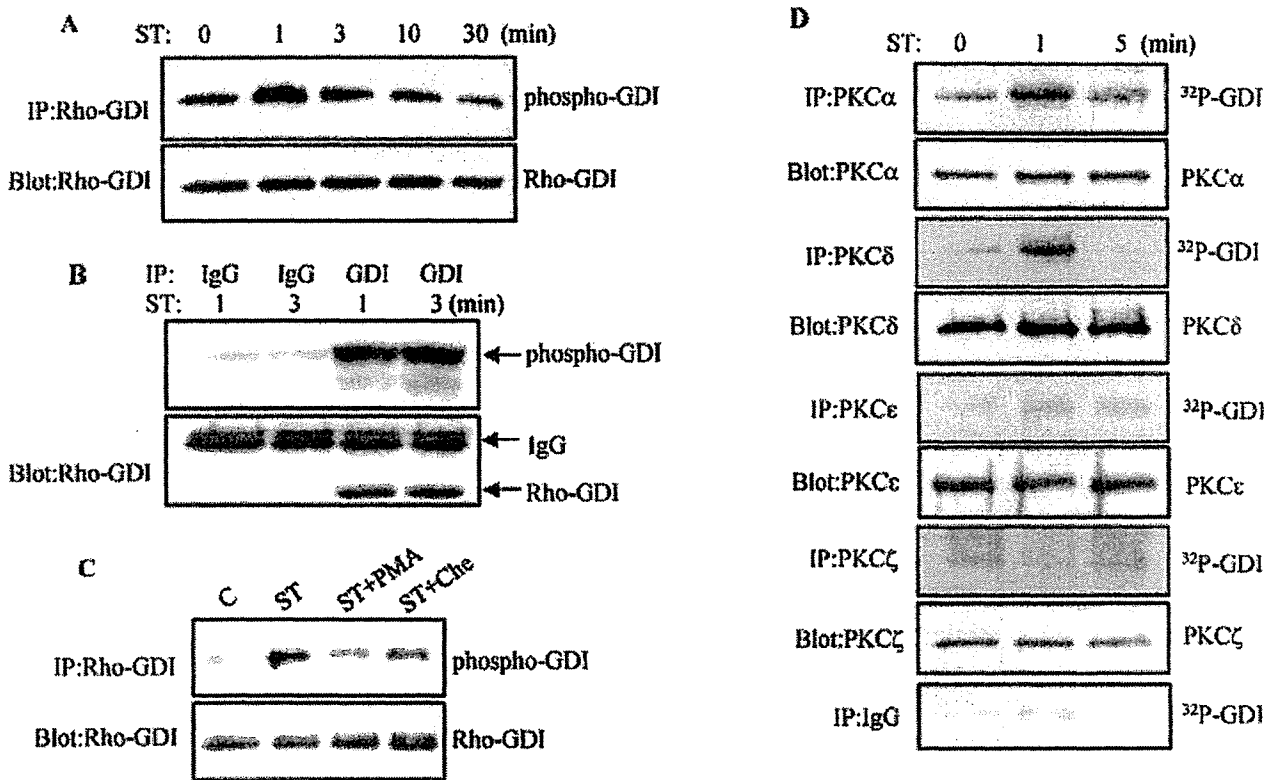 A
ST: 0 1 3 10 30 (min)
IP:Rho-GDI phospho-GDI
Blot:Rho-GDI Rho-GDI
B
IP: IgG IgG GDI GDI
ST: 1 3 1 3 (min)
phospho-GDI
IgG
Blot:Rho-GDI
Rho-GDI
C
C ST ST+PMA ST+Che
IP:Rho-GDI phospho-GDI
Blot:Rho-GDI Rho-GDI
D
ST: 0 1 5 (min)
IP:PKCα ³²P-GDI
Blot:PKCα PKCα
IP:PKCδ ³²P-GDI
Blot:PKCδ PKCδ
IP:PKCε ³²P-GDI
Blot:PKCε PKCε
IP:PKCζ ³²P-GDI
Blot:PKCζ PKCζ
IP:IgG ³²P-GDI